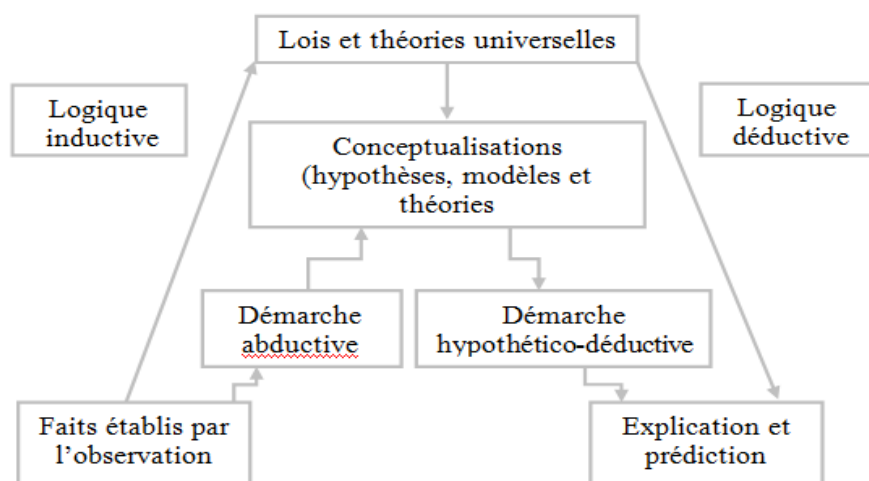 Lois et théories universelles
Logique
inductive
Logique
déductive
Conceptualisations
(hypothèses, modèles et
théories
Démarche
abductive
Démarche
hypothético-déductive
Faits établis par
l'observation
Explication et
prédiction